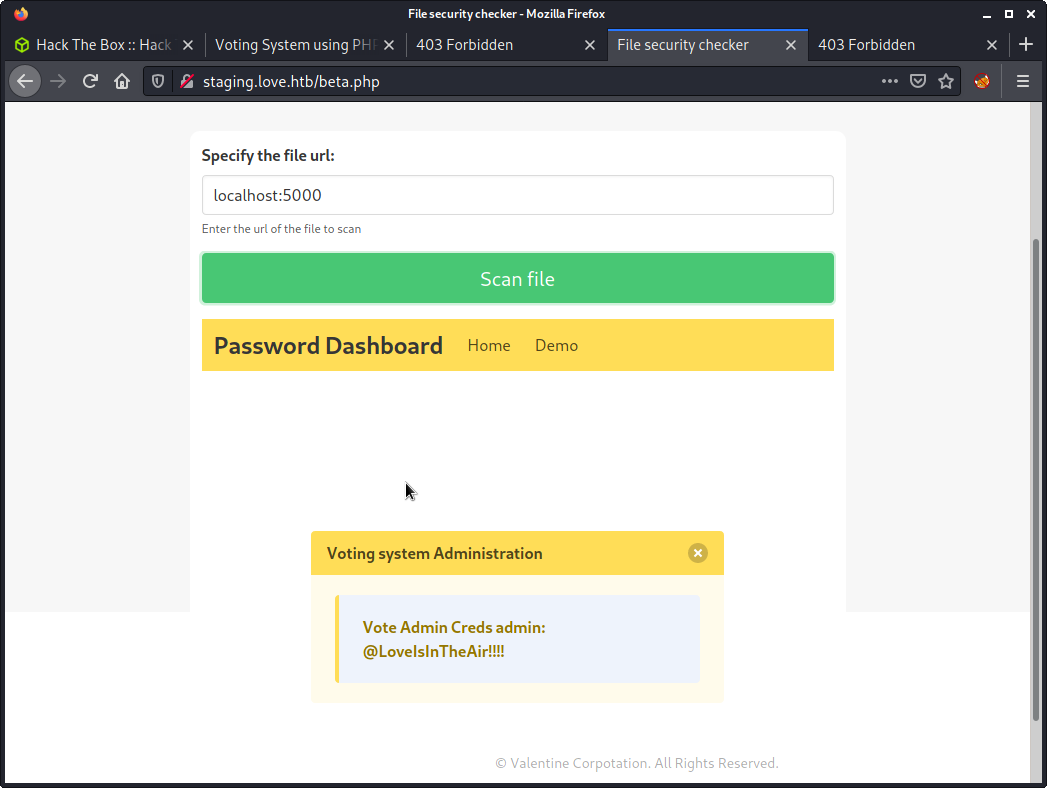 File security checker - Mozilla Firefox
Hack The Box :: Hack
Voting System using PHP
403 Forbidden
File security checker
403 Forbidden
staging.love.htb/beta.php
Specify the file url:
localhost:5000
Enter the url of the file to scan
Scan file
Password Dashboard Home Demo
Voting system Administration
Vote Admin Creds admin:
@LoveIsInTheAir!!!!
© Valentine Corpotation. All Rights Reserved.